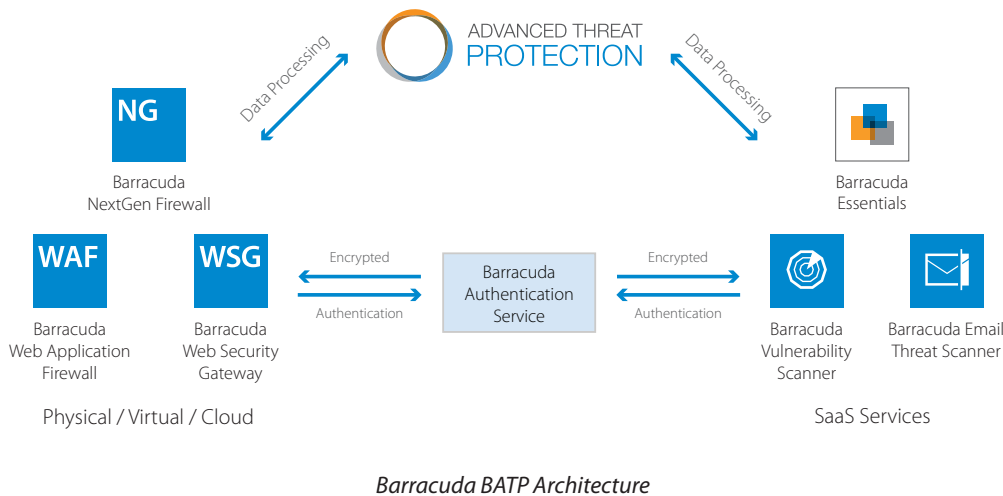 ADVANCED THREAT
PROTECTION
Data Processing
Data Processing
NG
Barracuda
NextGen Firewall
Barracuda
Essentials
WAF
Barracuda
Web Application
Firewall
WSG
Barracuda
Web Security
Gateway
Encrypted
Authentication
Barracuda
Authentication
Service
Encrypted
Authentication
Barracuda
Vulnerability
Scanner
Barracuda Email
Threat Scanner
Physical / Virtual / Cloud
SaaS Services
Barracuda BATP Architecture